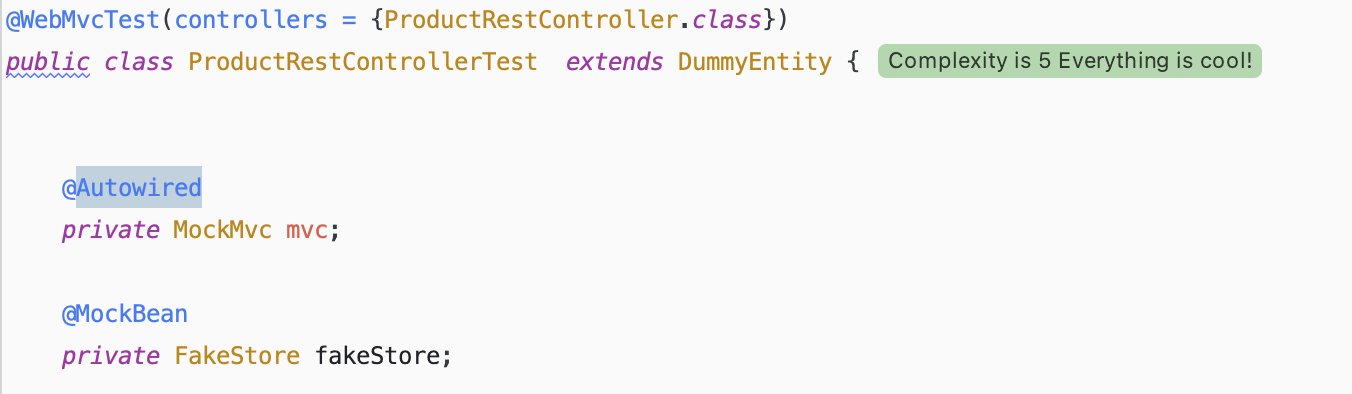 @WebMvcTest(controllers = {ProductRestController.class})
public class ProductRestControllerTest  extends DummyEntity { Complexity is 5 Everything is cool!
@Autowired
private MockMvc mvc;
@MockBean
private FakeStore fakeStore;